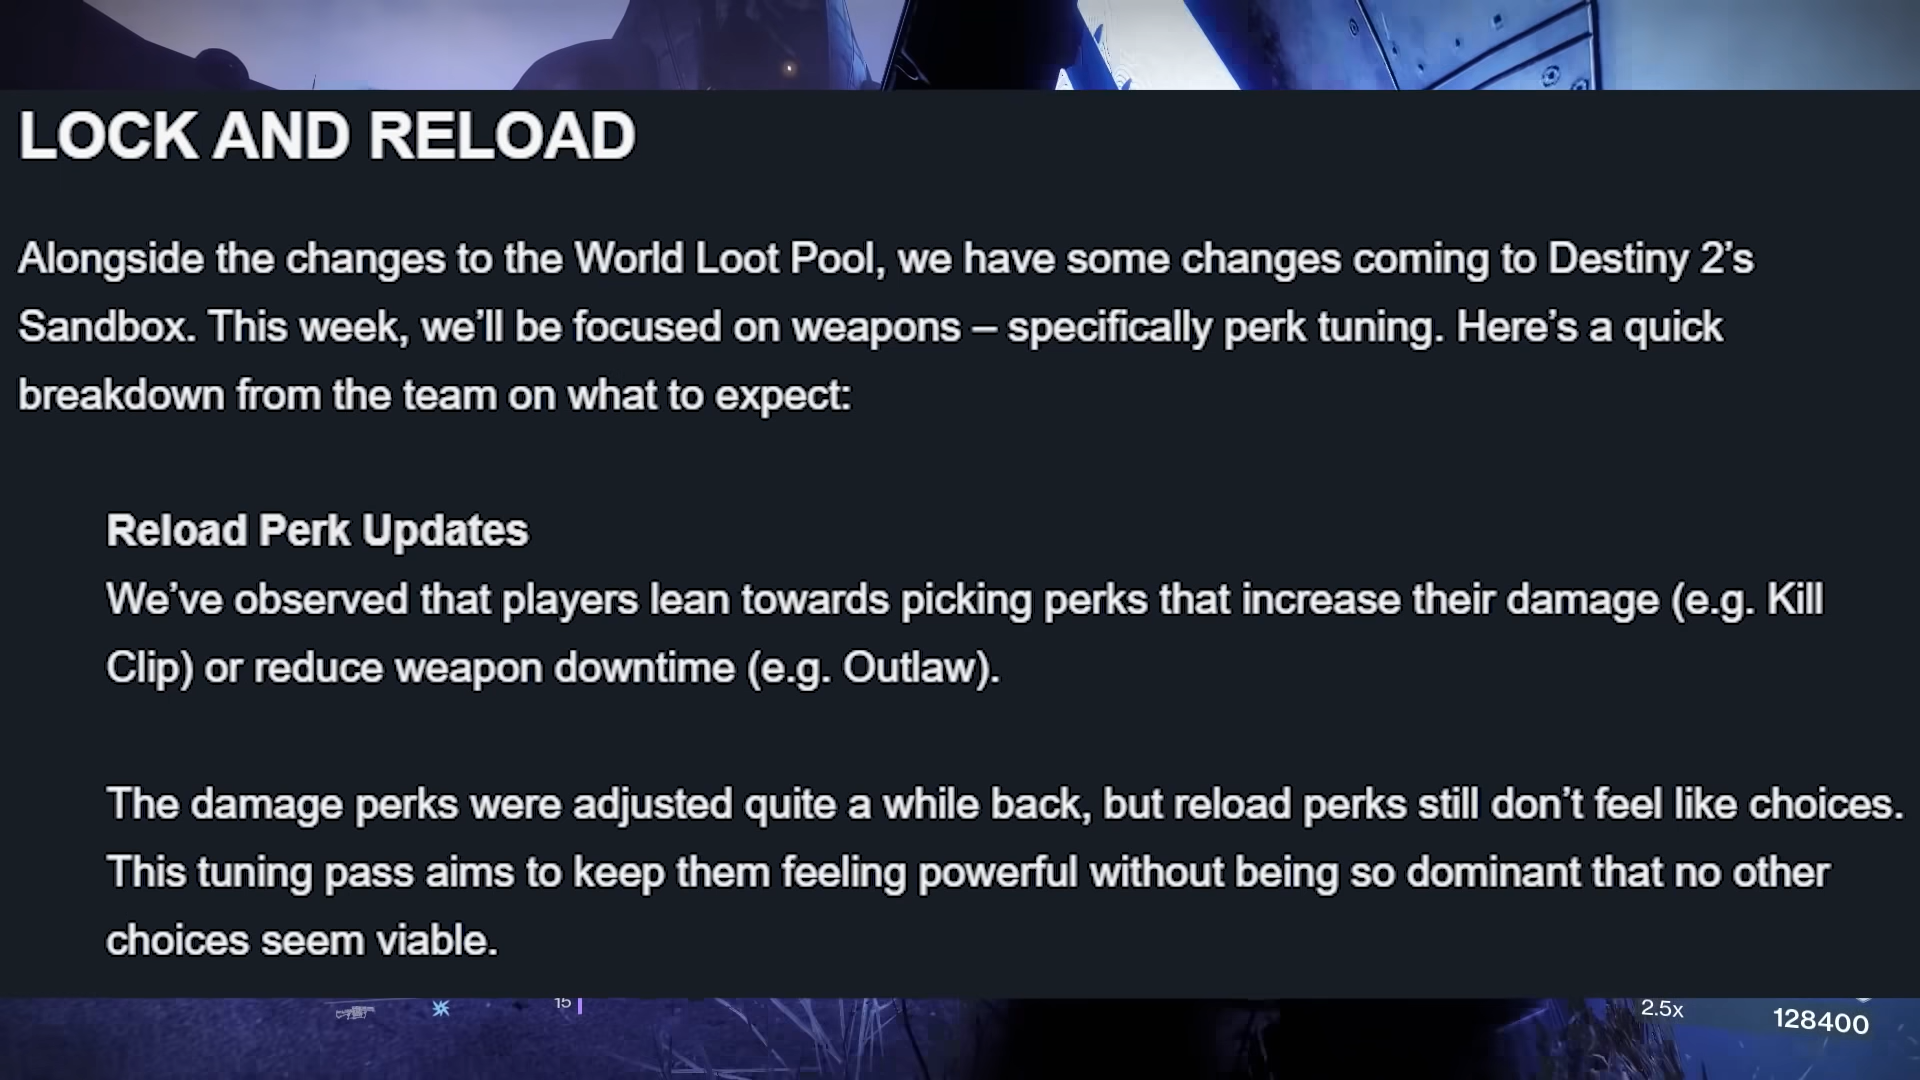 LOCK AND RELOAD
Alongside the changes to the World Loot Pool, we have some changes coming to Destiny 2’s
Sandbox. This week, we’ll be focused on weapons – specifically perk tuning. Here’s a quick
breakdown from the team on what to expect:
Reload Perk Updates
We’ve observed that players lean towards picking perks that increase their damage (e.g. Kill
Clip) or reduce weapon downtime (e.g. Outlaw).
The damage perks were adjusted quite a while back, but reload perks still don’t feel like choices.
This tuning pass aims to keep them feeling powerful without being so dominant that no other
choices seem viable.
15
2.5x
128400